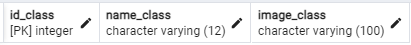 id_class
[PK] integer
name_class
character varying (12)
image_class
character varying (100)